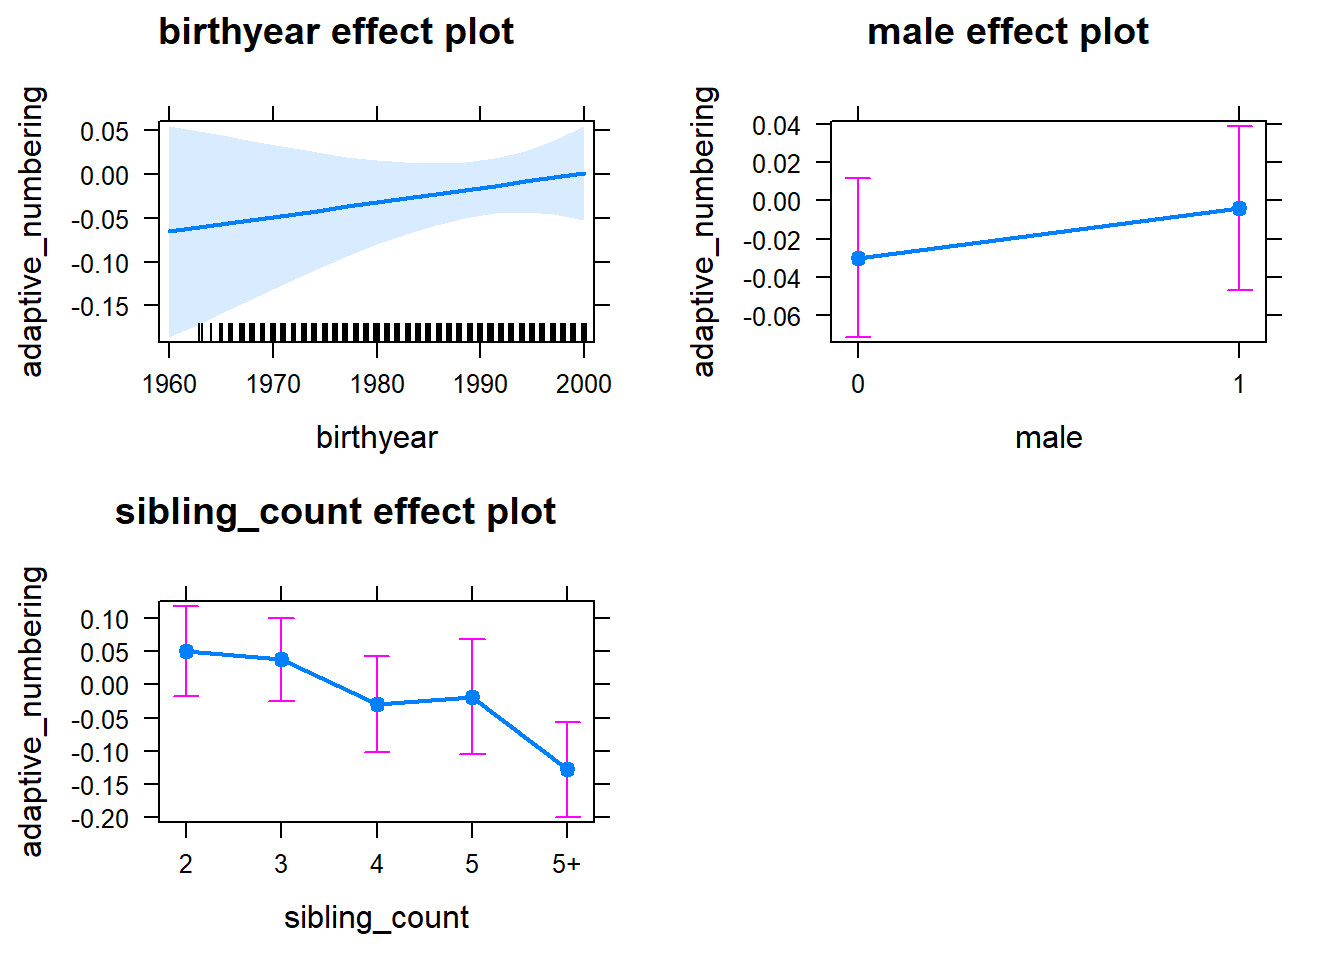 birthyear effect plot
adaptive_numbering
0.05
0.00
-0.05
-0.10
-0.15
1960 1970 1980 1990 2000
birthyear
male effect plot
adaptive_numbering
0.04
0.02
0.00
-0.02
-0.04
-0.06
0 1
male
sibling_count effect plot
adaptive_numbering
0.10
0.05
0.00
-0.05
-0.10
-0.15
-0.20
2 3 4 5 5+
sibling_count